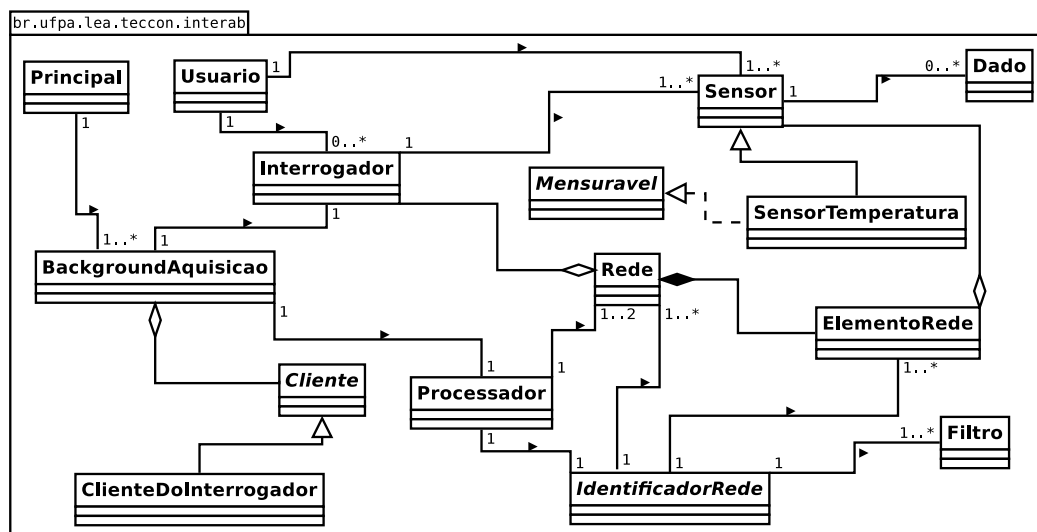 br.ufpa.lea.teccon.interab
Principal
1
1..*
Usuario
1
1
0..*
1..*
Sensor
1..*
1
0..*
Dado
Interrogador
1
1
Mensuravel
SensorTemperatura
1
BackgroundAquisicao
1
Rede
1..2
1..*
ElementoRede
1..*
Cliente
1
Processador
1
1
ClienteDoInterrogador
1
1
1
1
IdentificadorRede
1..*
Filtro